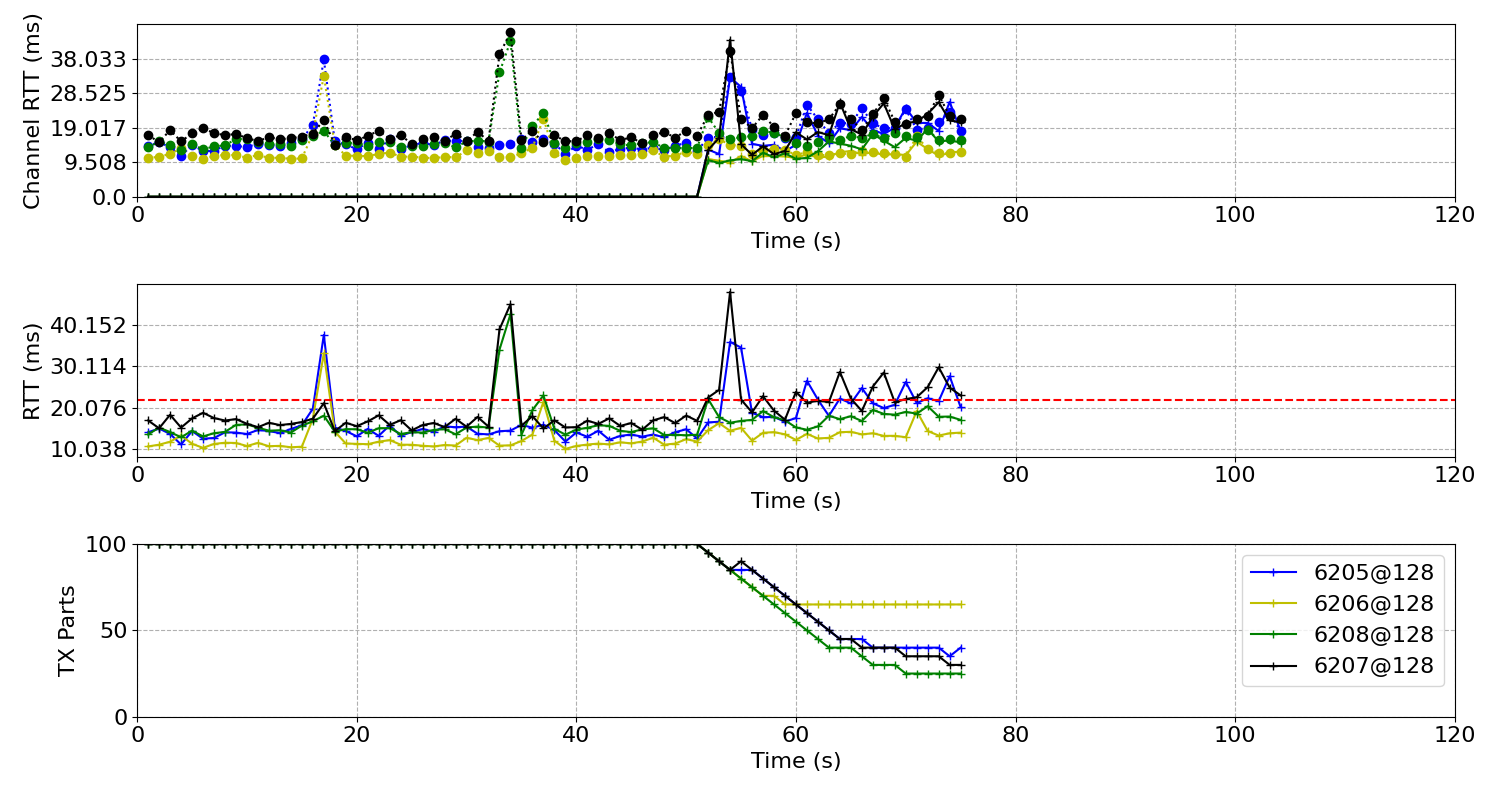 Channel RTT (ms)
38.033
28.525
19.017
9.508
0.0
0 20 40 60 80 100 120
Time (s)
RTT (ms)
40.152
30.114
20.076
10.038
0 20 40 60 80 100 120
Time (s)
TX Parts
100
50
0
6205@128
6206@128
6208@128
6207@128
0 20 40 60 80 100 120
Time (s)